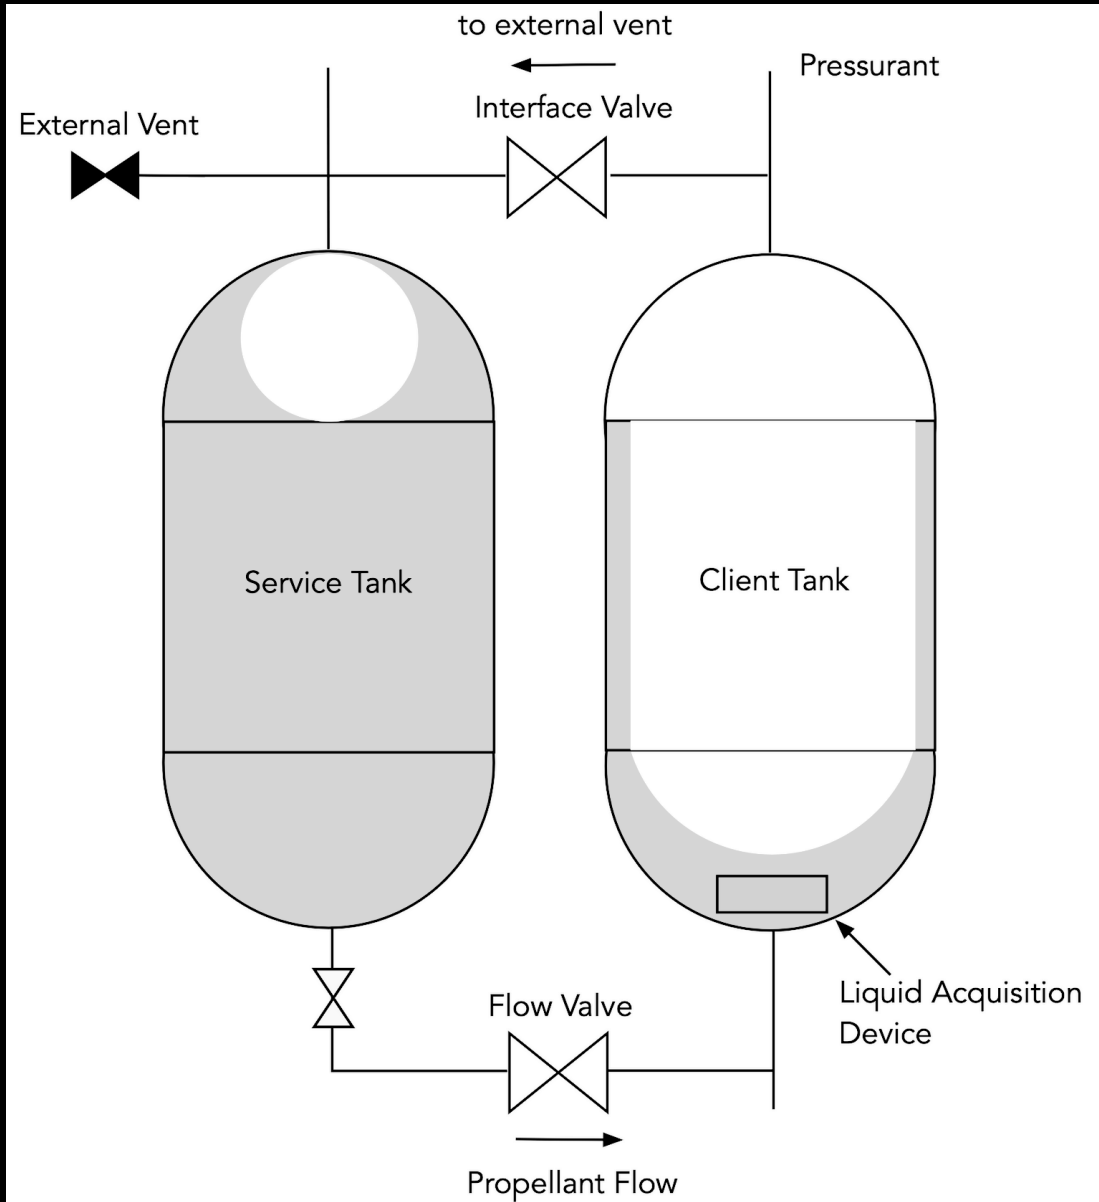 to external vent
Pressurant
Interface Valve
External Vent
Service Tank
Client Tank
Liquid Acquisition
Device
Flow Valve
Propellant Flow